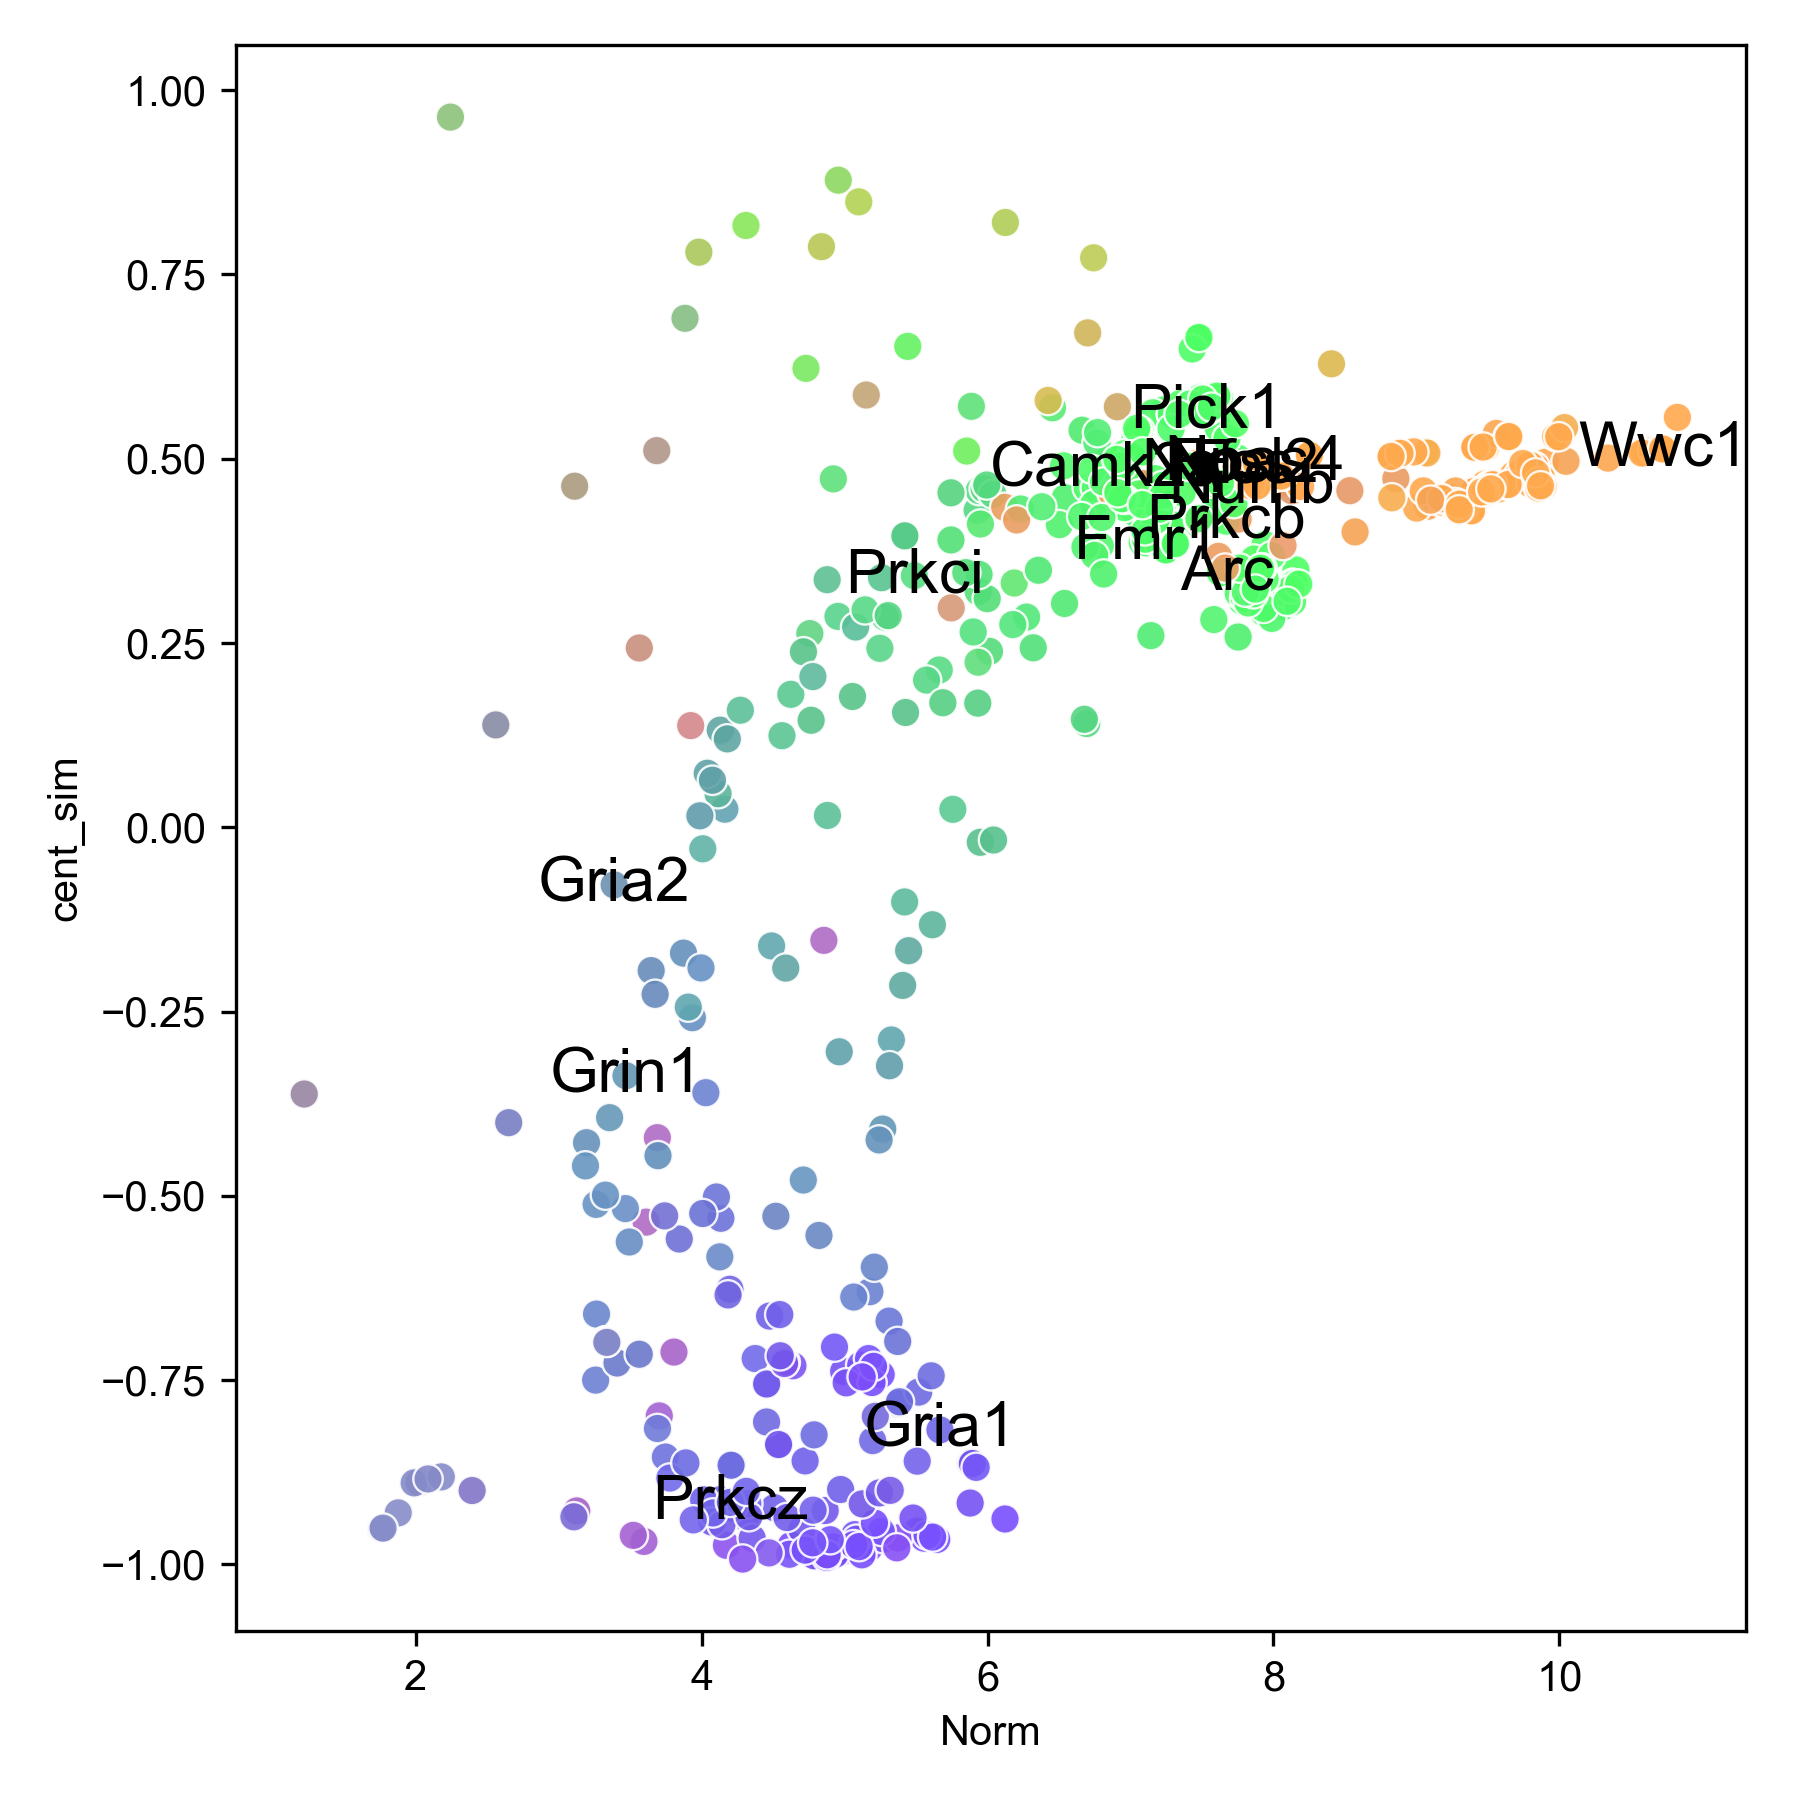 1.00
0.75
0.50
0.25
0.00
−0.25
−0.50
−0.75
−1.00
cent_sim
Pick1
Wwc1
Numb
Prkcb
Fmr1
Arc
Prkci
Gria2
Grin1
Gria1
Prkcz
2
4
6
8
10
Norm